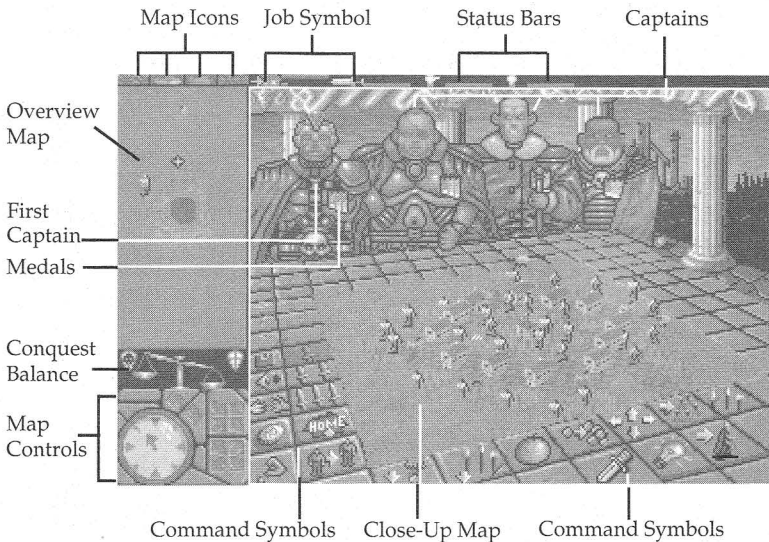 Map Icons
Job Symbol
Status Bars
Captains
Overview
Map
First
Captain
Medals
Conquest
Balance
Map
Controls
HOME
Command Symbols
Close-Up Map
Command Symbols